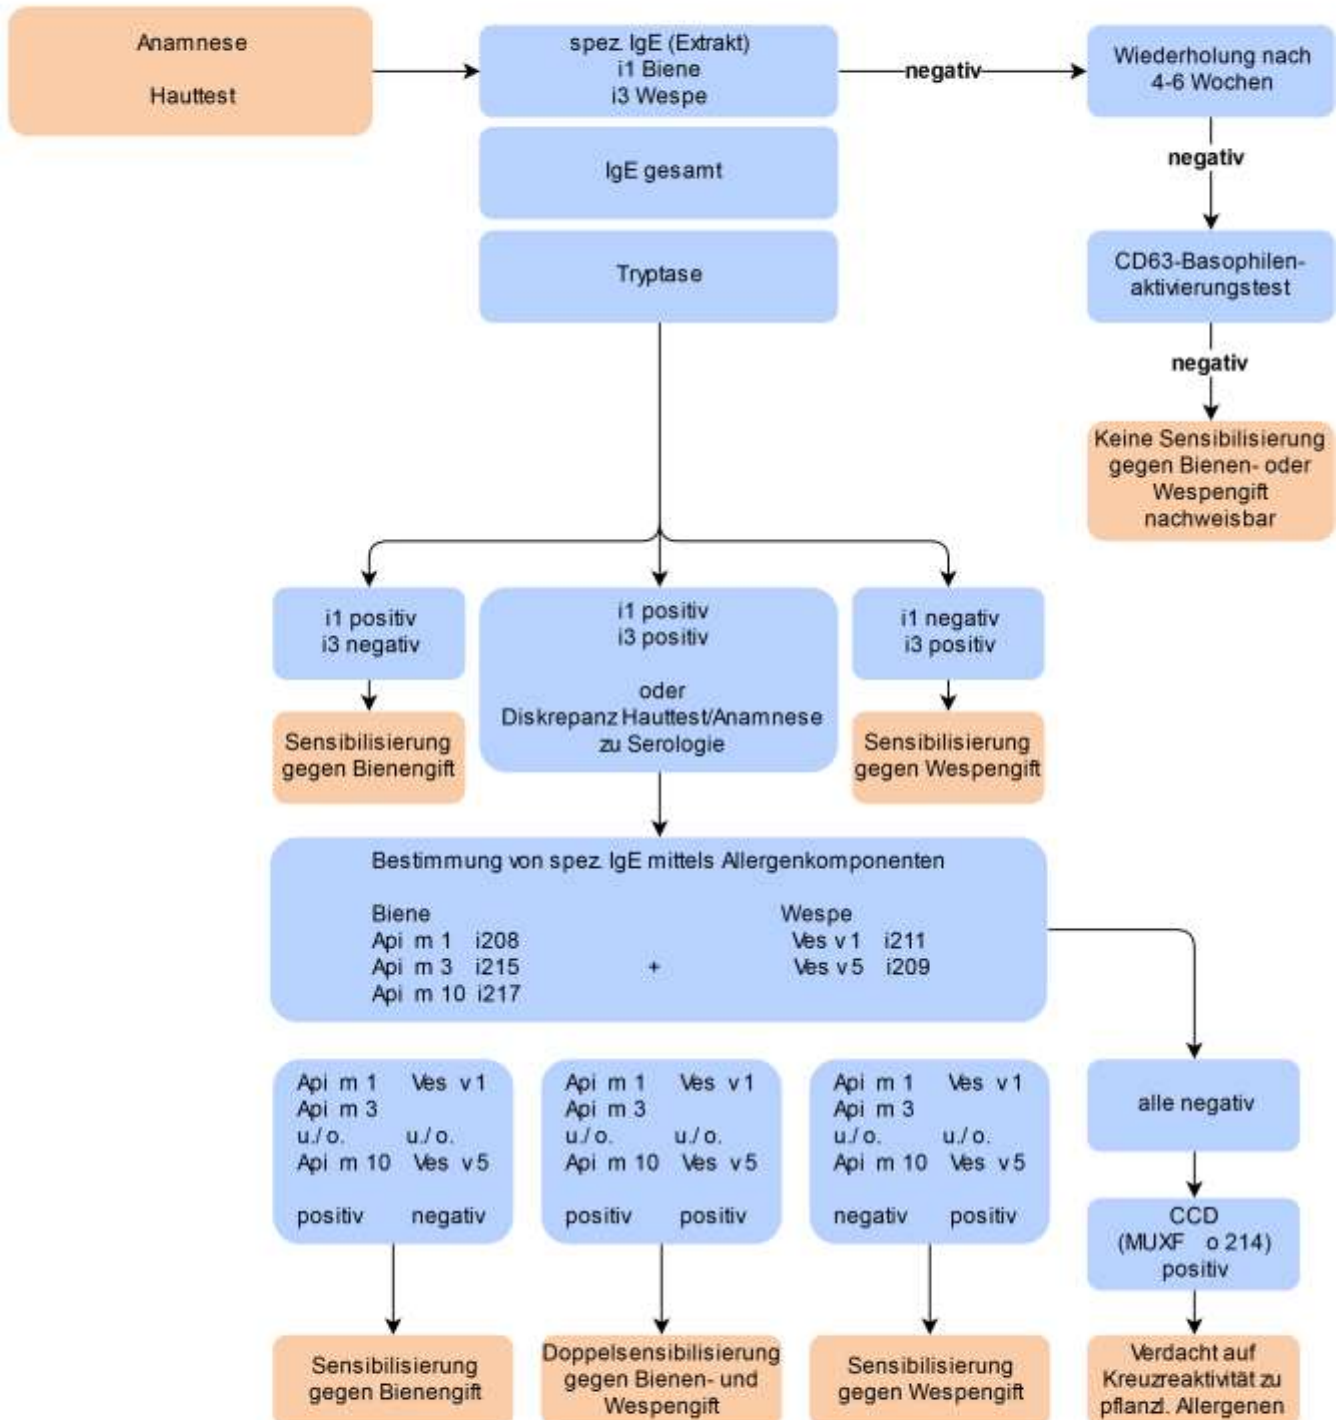 Anamnese
Hauttest
spez. IgE (Extrakt)
i1 Biene
i3 Wespe
negativ
Wiederholung nach
4-6 Wochen
IgE gesamt
negativ
Tryptase
CD63-Basophilen-
aktivierungstest
negativ
Keine Sensibilisierung
gegen Bienen- oder
Wespengift
nachweisbar
i1 positiv
i3 negativ
i1 positiv
i3 positiv
oder
Diskrepanz Hauttest/Anamnese
zu Serologie
i1 negativ
i3 positiv
Sensibilisierung
gegen Bienengift
Sensibilisierung
gegen Wespengift
Bestimmung von spez. IgE mittels Allergenkomponenten
Biene Wespe
Api m 1 i208 Ves v 1 i211
Api m 3 i215 + Ves v 5 i209
Api m 10 i217
Api m 1 Ves v 1
Api m 3
u./o. u./o.
Api m 10 Ves v 5
positiv negativ
Api m 1 Ves v 1
Api m 3
u./o. u./o.
Api m 10 Ves v 5
positiv positiv
Api m 1 Ves v 1
Api m 3
u./o. u./o.
Api m 10 Ves v 5
negativ positiv
alle negativ
CCD
(MUXF o 214)
positiv
Sensibilisierung
gegen Bienengift
Doppelsensibilisierung
gegen Bienen- und
Wespengift
Sensibilisierung
gegen Wespengift
Verdacht auf
Kreuzreaktivität zu
pflanzl. Allergenen